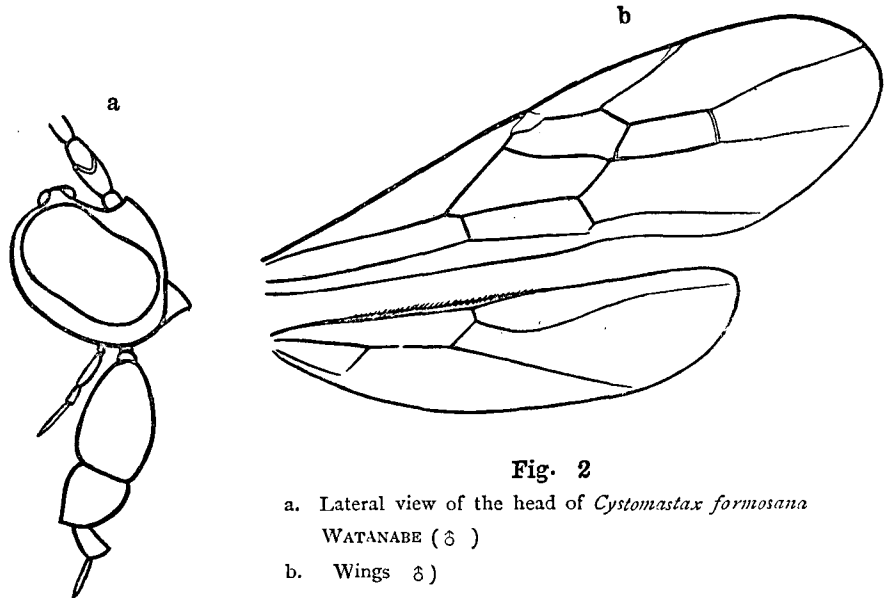 b
a
Fig. 2
a. Lateral view of the head of Cystomastax formosana
WATANABE (♂ )
b. Wings ♂)